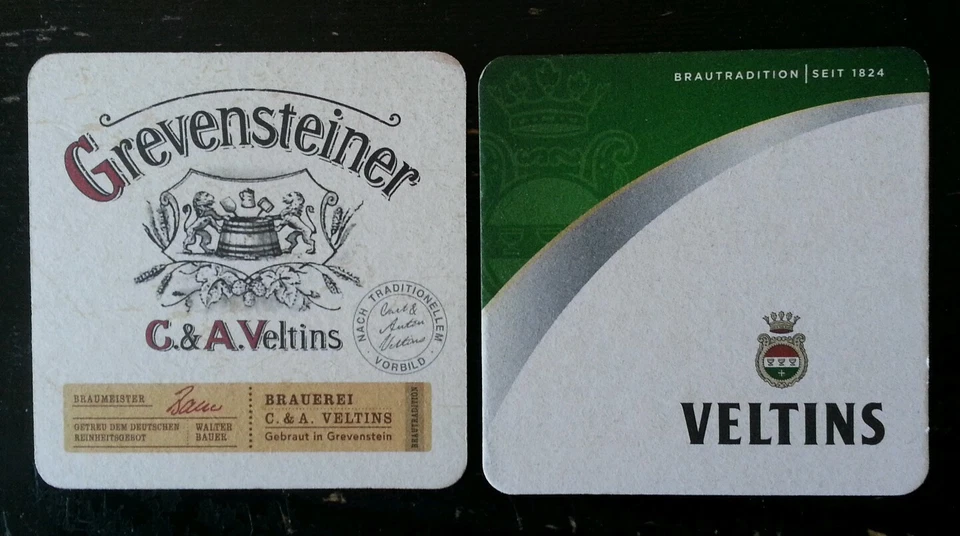 Grevensteiner
C.& A.Veltins
NACH TRADITIONELLEM
Carl &
Anton
Veltins
VORBILD
BRAUMEISTER
GETREU DEM DEUTSCHEN
REINHEITSGEBOT
WALTER
BAUER
BRAUEREI
C. & A. VELTINS
Gebraut in Grevenstein
BRAUTRADITION
BRAUTRADITION | SEIT 1824
VELTINS